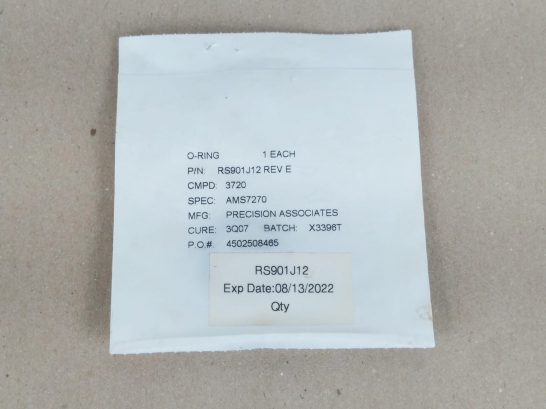 O-RING 1 EACH
P/N: RS901J12 REV E
CMPD: 3720
SPEC: AMS7270
MFG: PRECISION ASSOCIATES
CURE: 3Q07 BATCH: X3396T
P.O.#: 4502508465
RS901J12
Exp Date:08/13/2022
Qty